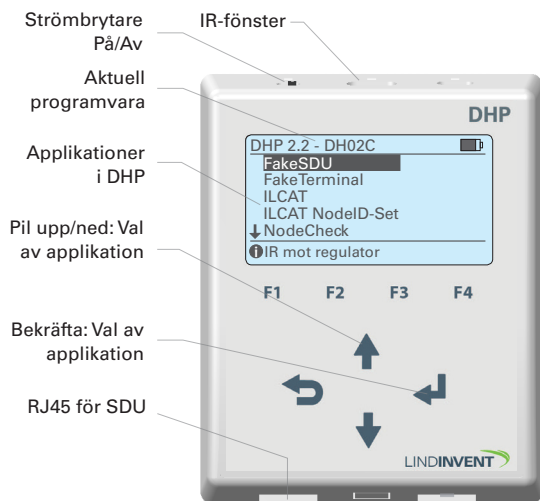 Strömbrytare
På/Av
IR-fönster
Aktuell
programvara
DHP
DHP 2.2 - DH02C
Applikationer
i DHP
FakeSDU
FakeTerminal
ILCAT
ILCAT NodeID-Set
NodeCheck
Pil upp/ned: Val
av applikation
IR mot regulator
F1 F2 F3 F4
Bekräfta: Val av
applikation
RJ45 för SDU
LINDINVENT